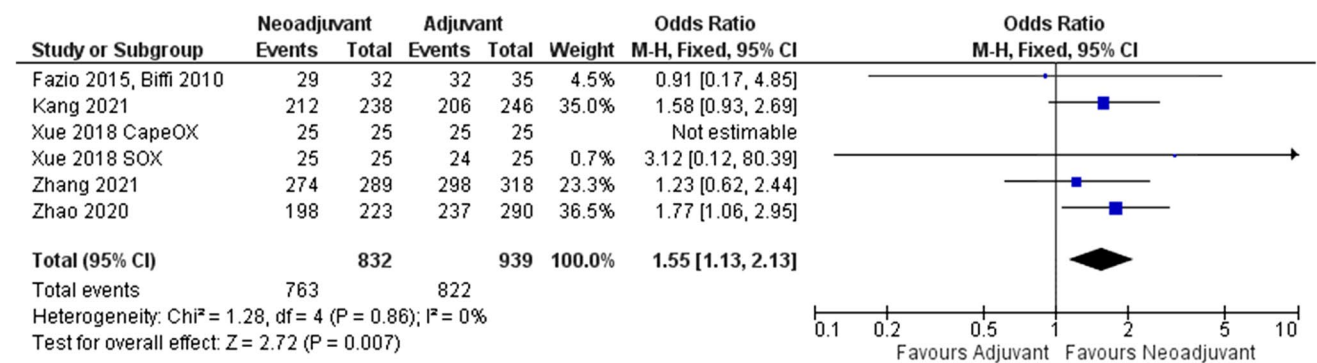 Neoadjuvant Adjuvant Odds Ratio Odds Ratio
Study or Subgroup Events Total Events Total Weight M-H, Fixed, 95% CI M-H, Fixed, 95% CI
Fazio 2015, Biffi 2010 29 32 32 35 4.5% 0.91 [0.17, 4.85]
Kang 2021 212 238 206 246 35.0% 1.58 [0.93, 2.69]
Xue 2018 CapeOX 25 25 25 25 Not estimable
Xue 2018 SOX 25 25 24 25 0.7% 3.12 [0.12, 80.39]
Zhang 2021 274 289 298 318 23.3% 1.23 [0.62, 2.44]
Zhao 2020 198 223 237 290 36.5% 1.77 [1.06, 2.95]
Total (95% CI) 832 939 100.0% 1.55 [1.13, 2.13]
Total events 763 822
Heterogeneity: Chi² = 1.28, df = 4 (P = 0.86); I² = 0%
Test for overall effect: Z = 2.72 (P = 0.007)
0.1 0.2 0.5 1 2 5 10
Favours Adjuvant Favours Neoadjuvant